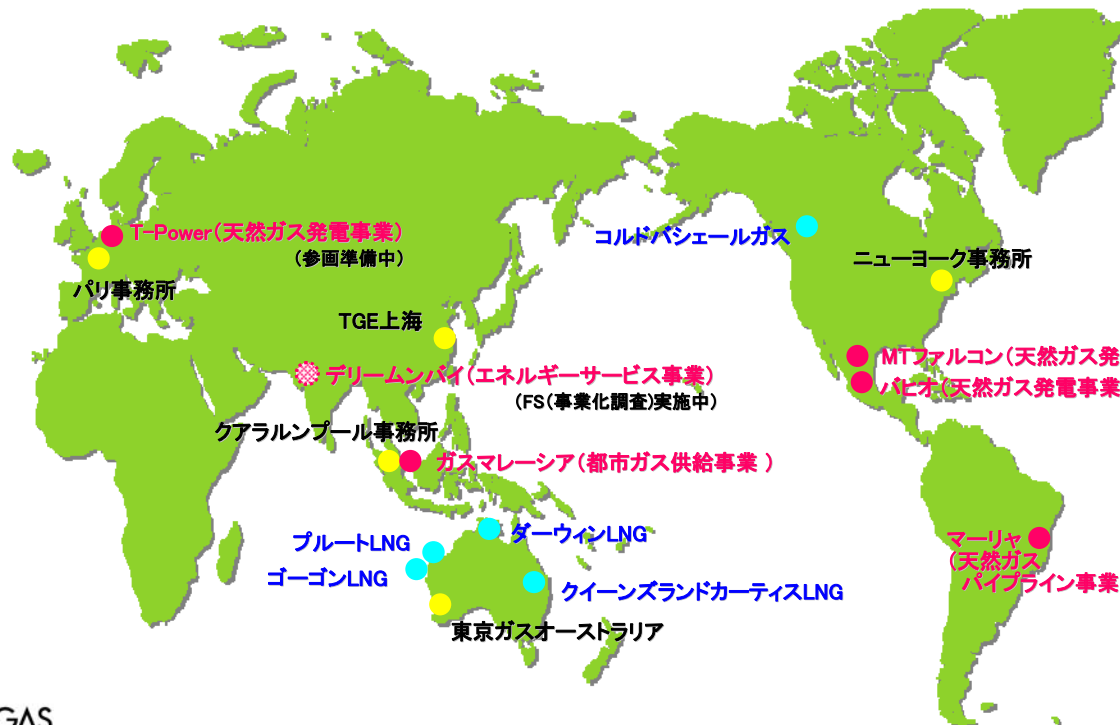 T-Power(天然ガス発電事業)
(参画準備中)
パリ事務所
コルドバシェールガス
ニューヨーク事務所
TGE上海
MTファルコン(天然ガス発
バヒオ(天然ガス発電事業
デリームンバイ(エネルギーサービス事業)
(FS(事業化調査)実施中)
クアラルンプール事務所
ガスマレーシア(都市ガス供給事業 )
プルートLNG
ダーウィンLNG
ゴーゴンLNG
クイーンズランドカーティスLNG
東京ガスオーストラリア
マーリャ
(天然ガス
パイプライン事業
GAS